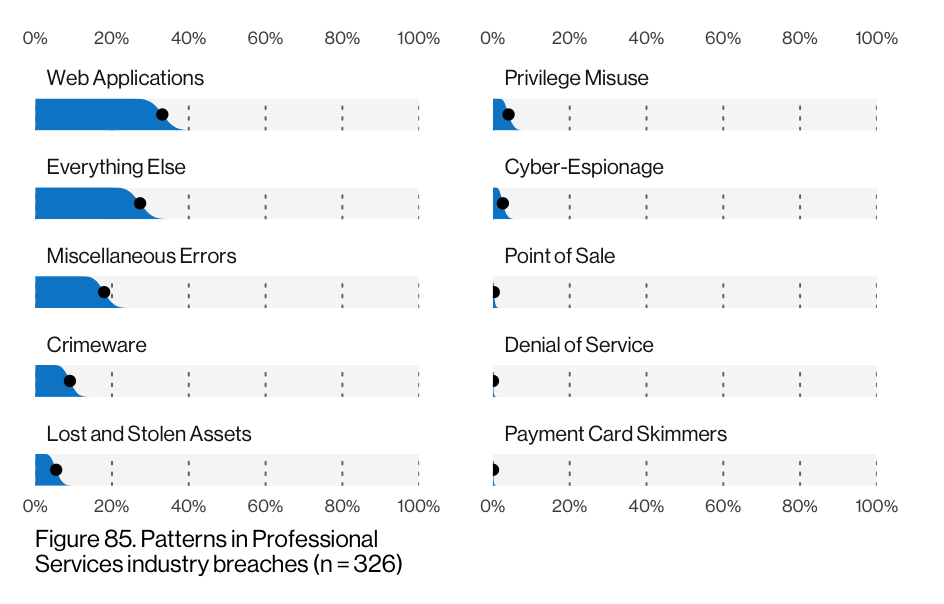 0% 20% 40% 60% 80% 100% 0% 20% 40% 60% 80% 100%
Web Applications
Everything Else
Miscellaneous Errors
Crimeware
Lost and Stolen Assets
Privilege Misuse
Cyber-Espionage
Point of Sale
Denial of Service
Payment Card Skimmers
0% 20% 40% 60% 80% 100% 0% 20% 40% 60% 80% 100%
Figure 85. Patterns in Professional
Services industry breaches (n = 326)